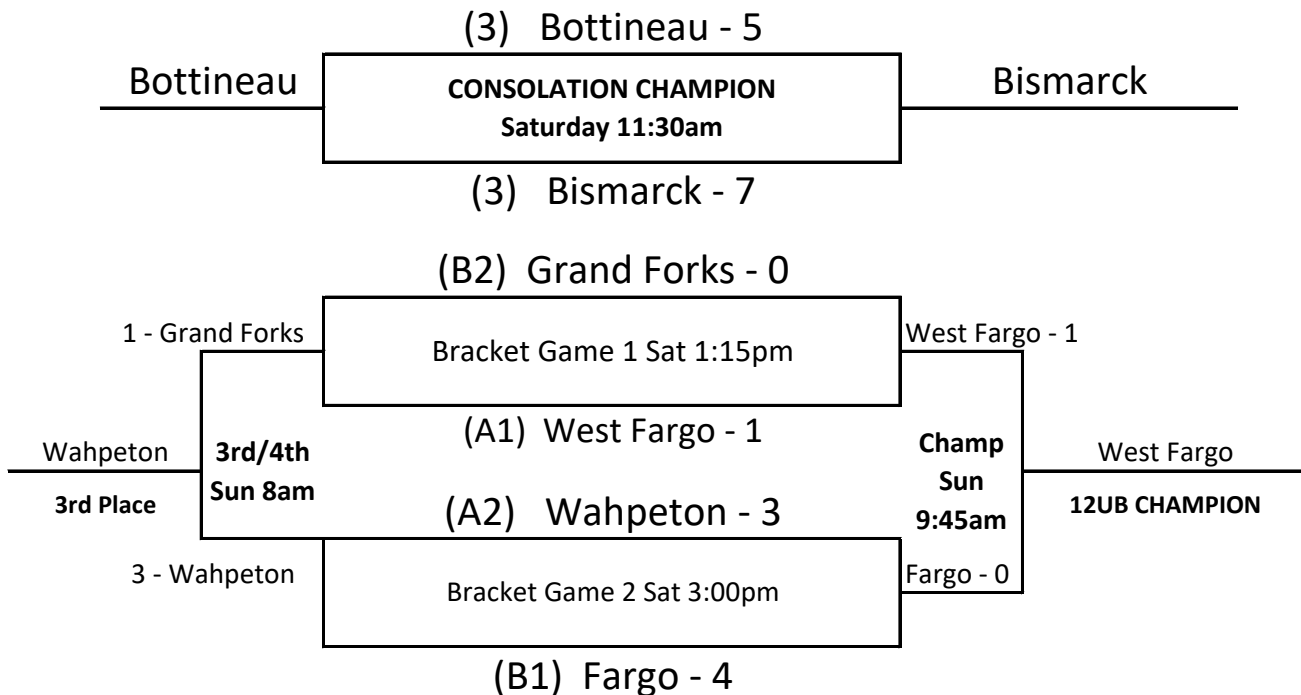 (3) Bottineau - 5
Bottineau
CONSOLATION CHAMPION
Bismarck
Saturday 11:30am
(3) Bismarck - 7
(B2) Grand Forks - 0
1 - Grand Forks
Bracket Game 1 Sat 1:15pm
West Fargo - 1
(A1) West Fargo - 1
Wahpeton
3rd/4th
Sun 8am
3rd Place
Champ
Sun
9:45am
West Fargo
12UB CHAMPION
(A2) Wahpeton - 3
3 - Wahpeton
Bracket Game 2 Sat 3:00pm
Fargo - 0
(B1) Fargo - 4